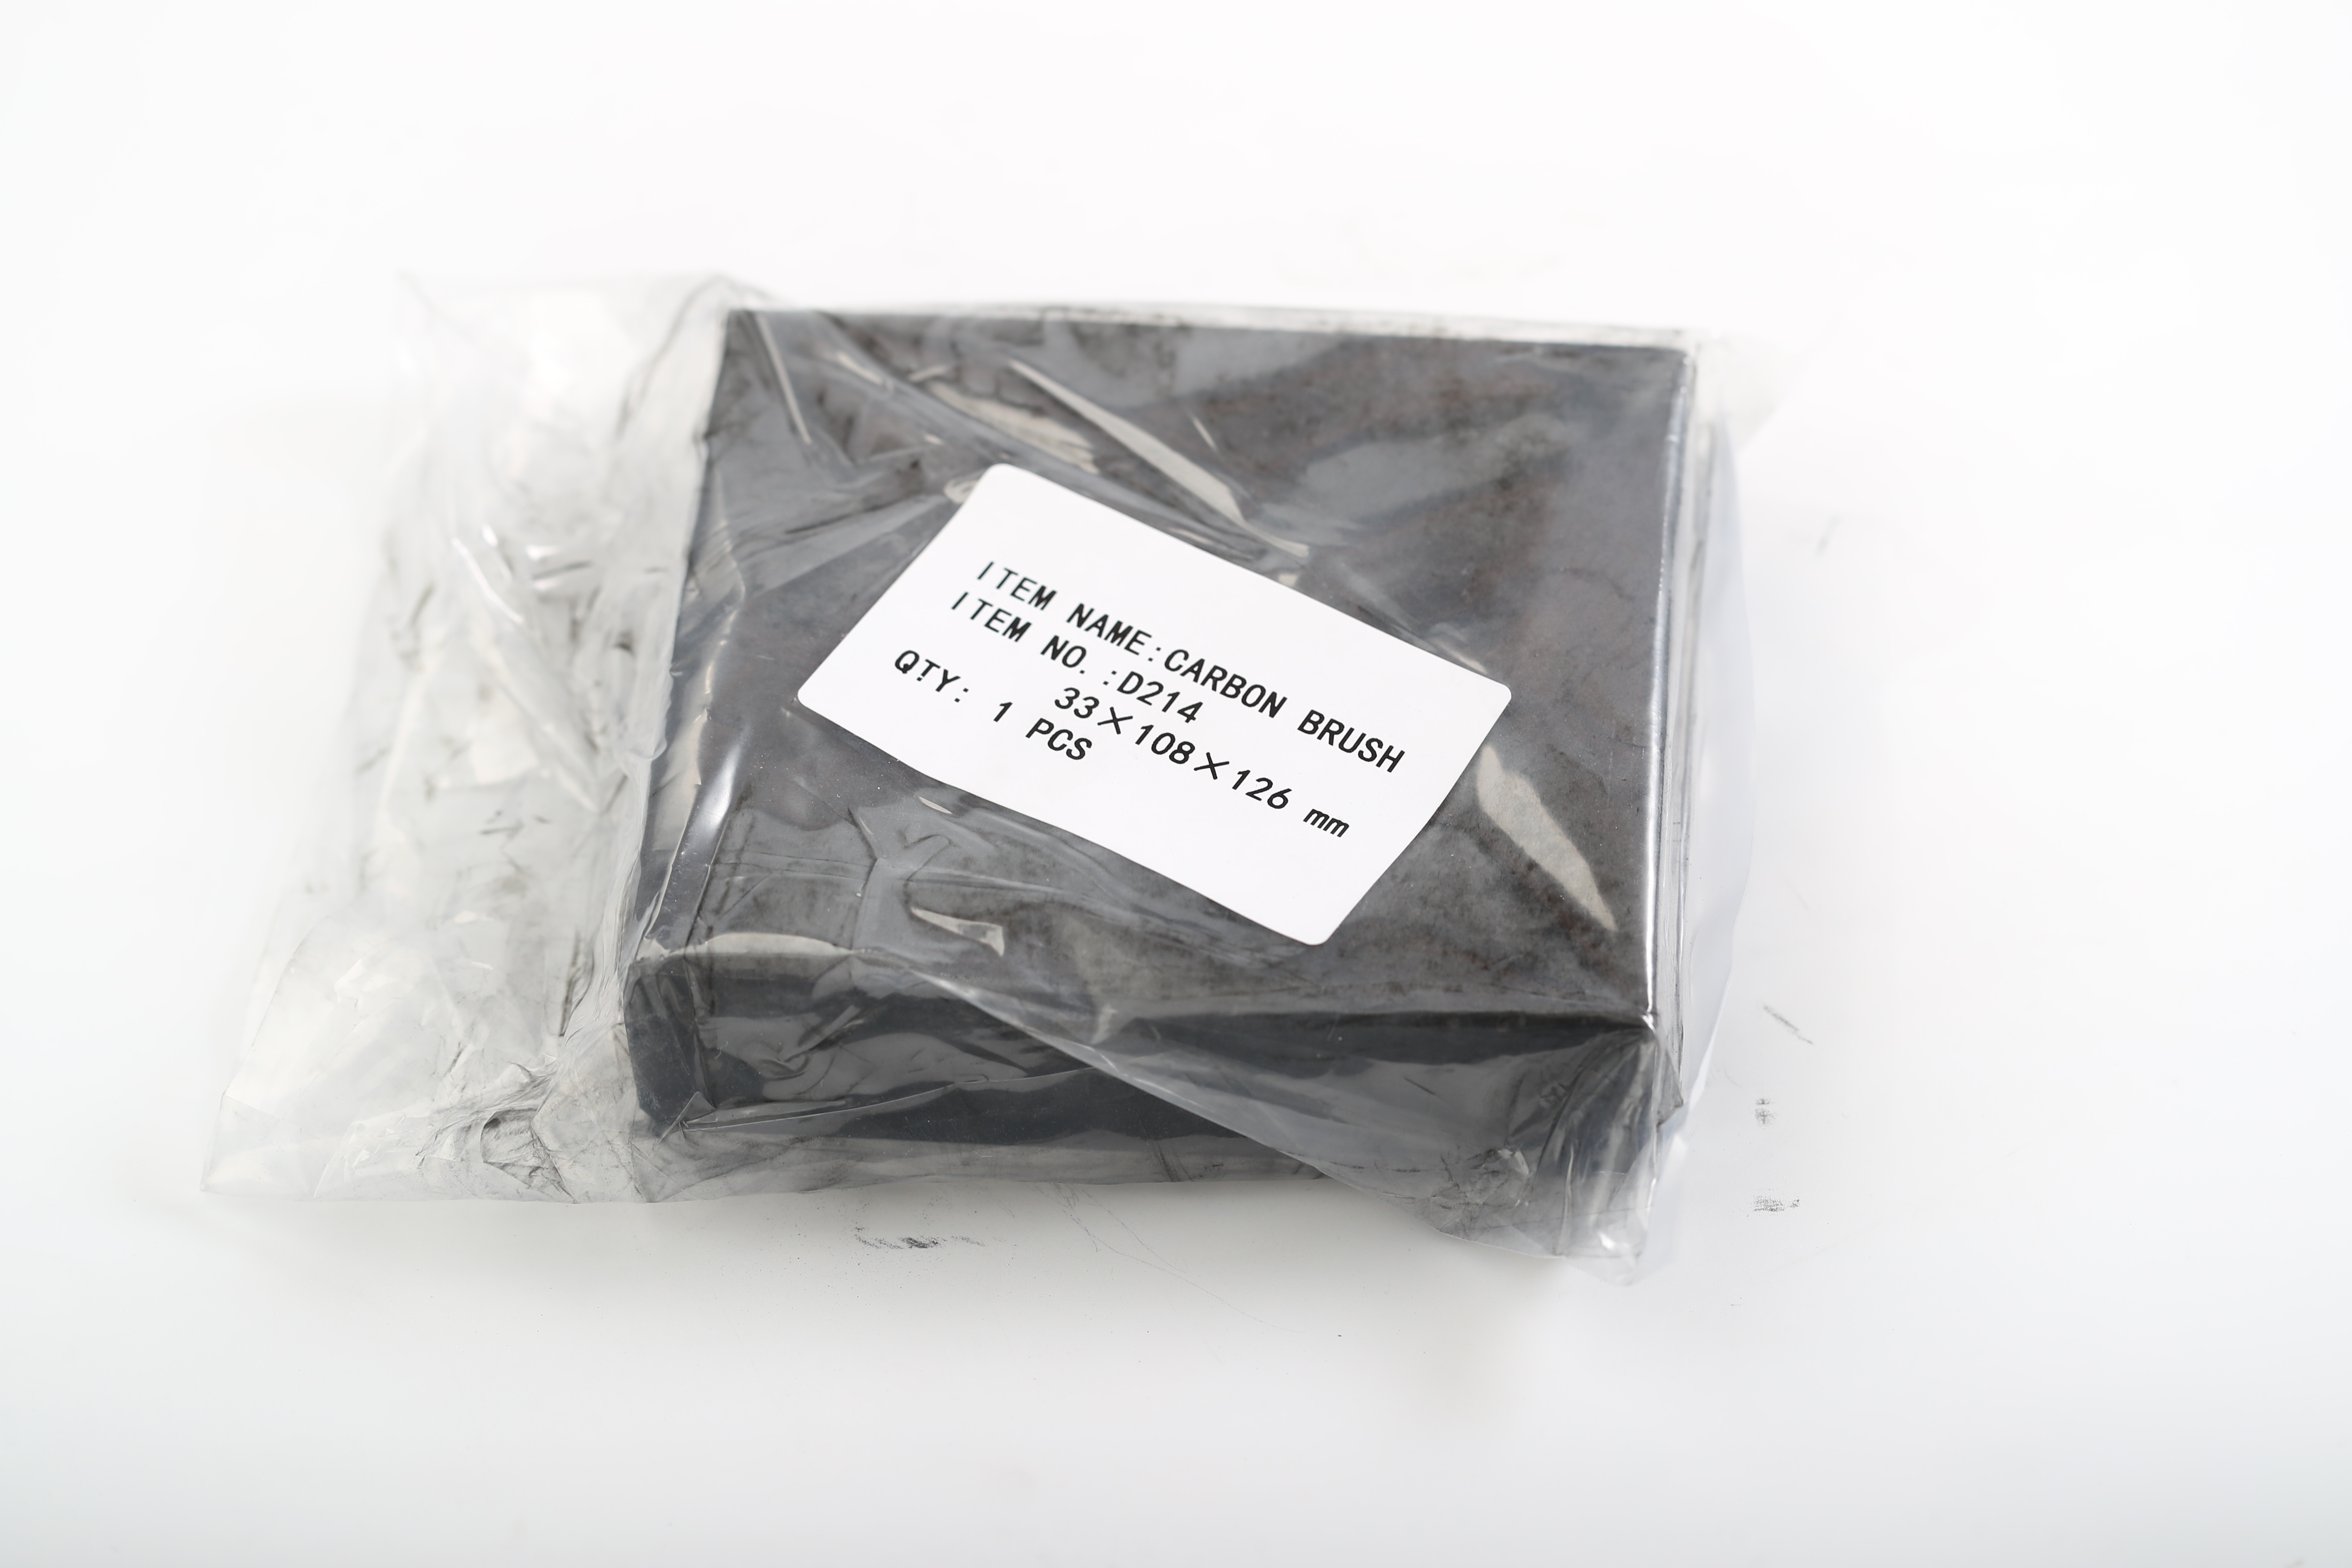 ITEM NAME:CARBON BRUSH
ITEM NO.:D214
33×108×126 mm
QTY: 1 PCS